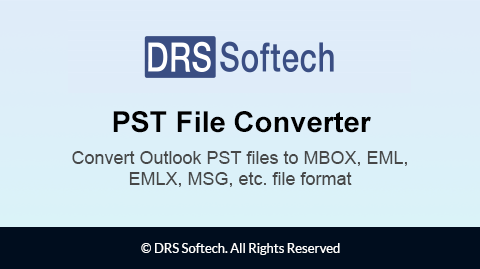 DRS Softech
PST File Converter
Convert Outlook PST files to MBOX, EML,
EMLX, MSG, etc. file format
© DRS Softech. All Rights Reserved